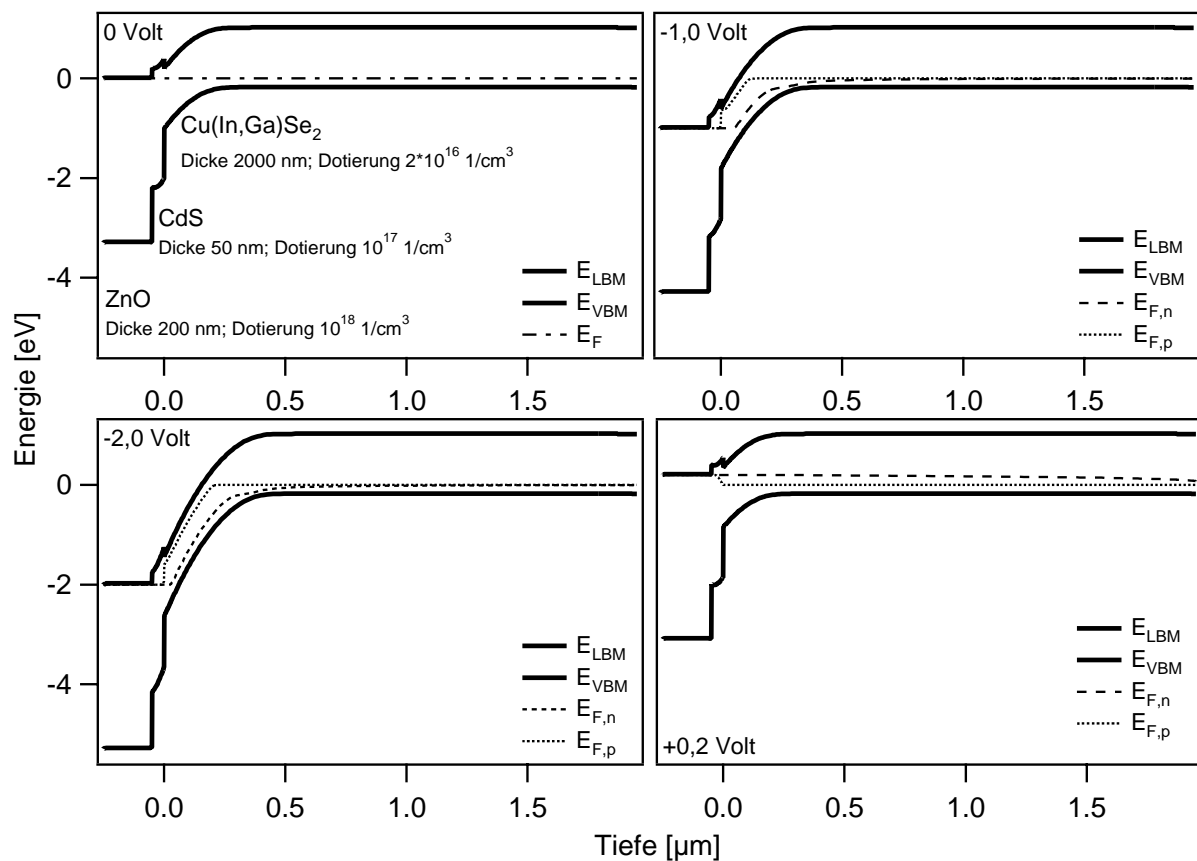 0 Volt
Cu(In,Ga)Se2
Dicke 2000 nm; Dotierung 2*10^16 1/cm^3
CdS
Dicke 50 nm; Dotierung 10^17 1/cm^3
ZnO
Dicke 200 nm; Dotierung 10^18 1/cm^3
E_LBM
E_VBM
E_F
0
-2
-4
0.0 0.5 1.0 1.5
-1,0 Volt
E_LBM
E_VBM
E_F,n
E_F,p
0.0 0.5 1.0 1.5
Energie [eV]
-2,0 Volt
E_LBM
E_VBM
E_F,n
E_F,p
0
-2
-4
0.0 0.5 1.0 1.5
E_LBM
E_VBM
E_F,n
E_F,p
+0,2 Volt
0.0 0.5 1.0 1.5
Tiefe [µm]